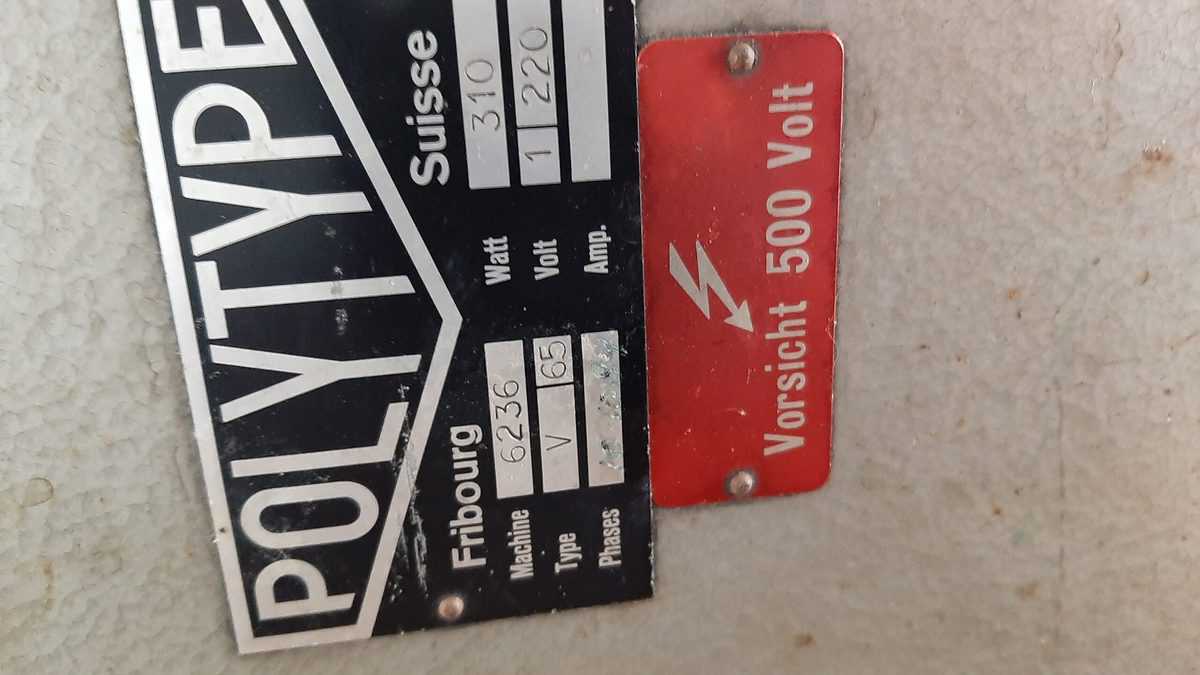 POLYTYPE
Fribourg Suisse
Machine 6236 Watt 310
Type V 65 Volt 1 220
Phases Amp.
Vorsicht 500 Volt